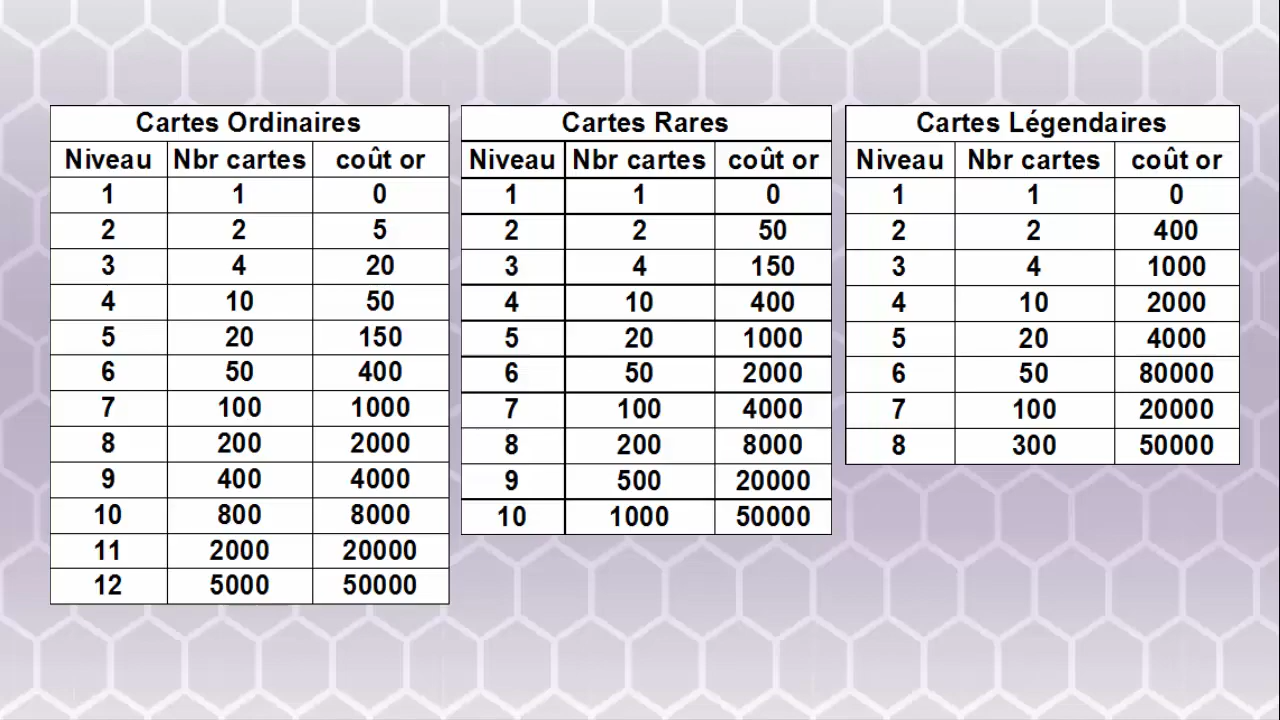 Cartes Ordinaires
Niveau Nbr cartes coût or
1 1 0
2 2 5
3 4 20
4 10 50
5 20 150
6 50 400
7 100 1000
8 200 2000
9 400 4000
10 800 8000
11 2000 20000
12 5000 50000
Cartes Rares
Niveau Nbr cartes coût or
1 1 0
2 2 50
3 4 150
4 10 400
5 20 1000
6 50 2000
7 100 4000
8 200 8000
9 500 20000
10 1000 50000
Cartes Légendaires
Niveau Nbr cartes coût or
1 1 0
2 2 400
3 4 1000
4 10 2000
5 20 4000
6 50 80000
7 100 20000
8 300 50000